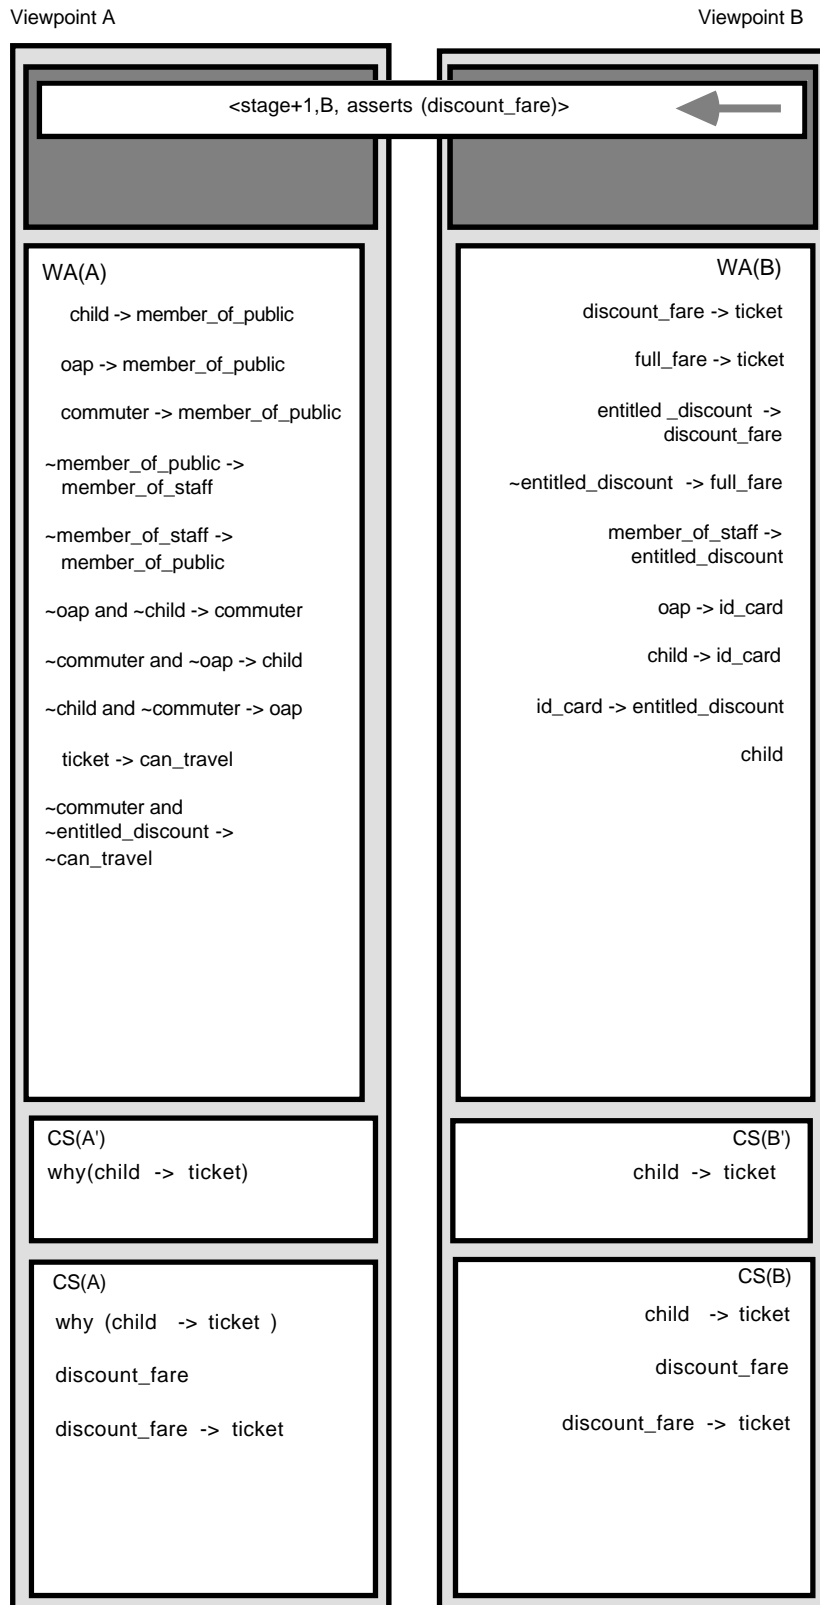 Viewpoint A
Viewpoint B
<stage+1,B, asserts (discount_fare)>
WA(A)
child -> member_of_public
oap -> member_of_public
commuter -> member_of_public
~member_of_public ->
member_of_staff
~member_of_staff ->
member_of_public
~oap and ~child -> commuter
~commuter and ~oap -> child
~child and ~commuter -> oap
ticket -> can_travel
~commuter and
~entitled_discount ->
~can_travel
WA(B)
discount_fare -> ticket
full_fare -> ticket
entitled _discount ->
discount_fare
~entitled_discount -> full_fare
member_of_staff ->
entitled_discount
oap -> id_card
child -> id_card
id_card -> entitled_discount
child
CS(A')
why(child -> ticket)
CS(B')
child -> ticket
CS(A)
why (child -> ticket )
discount_fare
discount_fare -> ticket
CS(B)
child -> ticket
discount_fare
discount_fare -> ticket